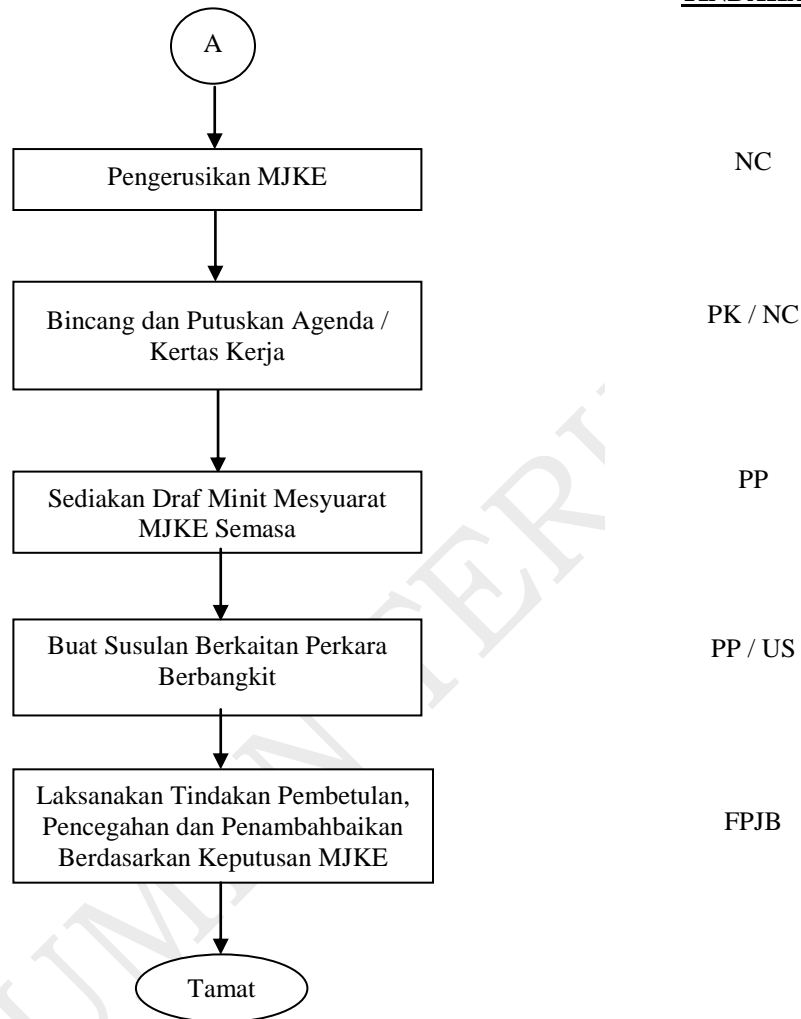 A
Pengerusikan MJKE
NC
Bincang dan Putuskan Agenda /
Kertas Kerja
PK / NC
Sediakan Draf Minit Mesyuarat
MJKE Semasa
PP
Buat Susulan Berkaitan Perkara
Berbangkit
PP / US
Laksanakan Tindakan Pembetulan,
Pencegahan dan Penambahbaikan
Berdasarkan Keputusan MJKE
FPJB
Tamat